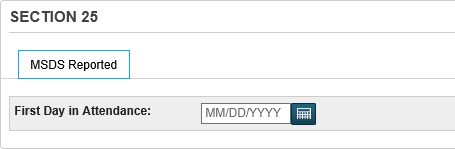 SECTION 25
MSDS Reported
First Day in Attendance: MM/DD/YYYY